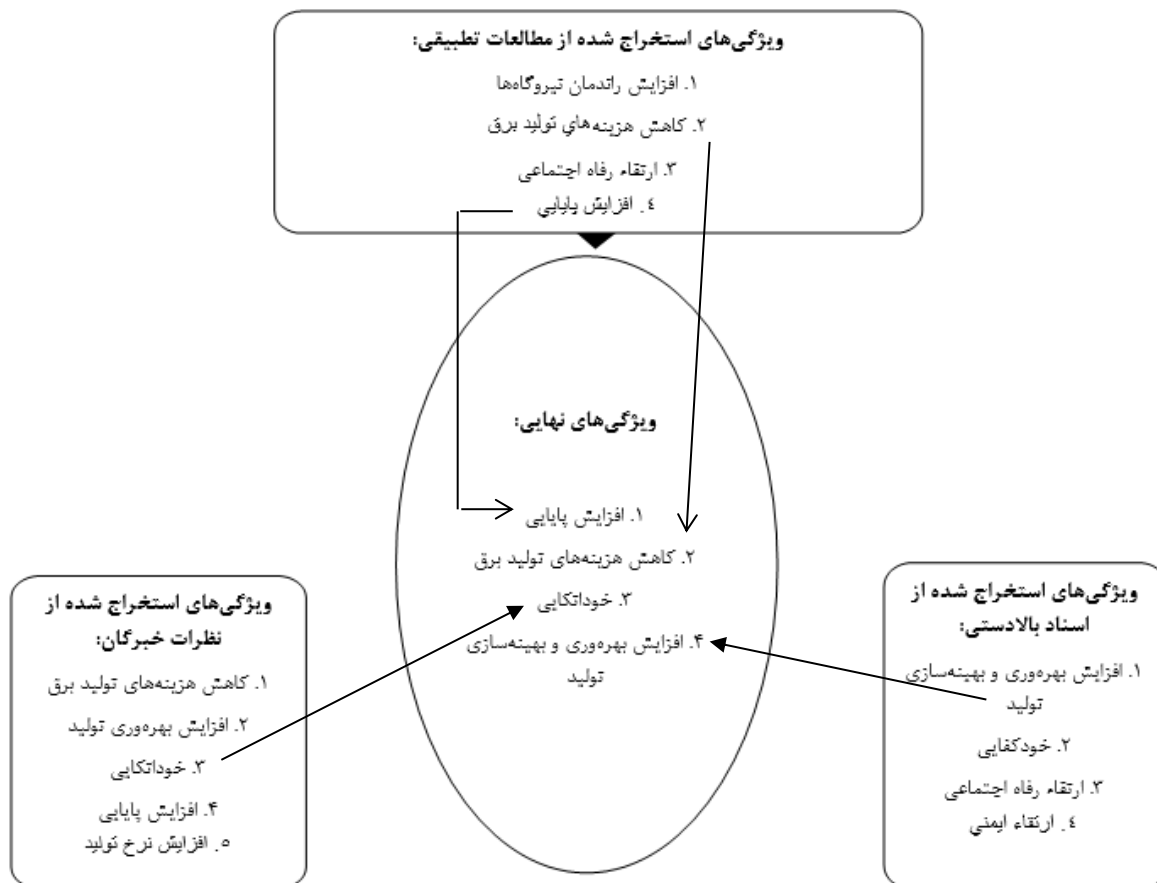 ویژگی‌های استخراج شده از مطالعات تطبیقی:
۱. افزایش راندمان نیروگاه‌ها
۲. کاهش هزینه‌های تولید برق
۳. ارتقاء رفاه اجتماعی
٤. افزایش پایایی
ویژگی‌های نهایی:
۱. افزایش پایایی
۲. کاهش هزینه‌های تولید برق
۳. خوداتکایی
۴. افزایش بهره‌وری و بهینه‌سازی
تولید
ویژگی‌های استخراج شده از
اسناد بالادستی:
۱. افزایش بهره‌وری و بهینه‌سازی
تولید
۲. خودکفایی
۳. ارتقاء رفاه اجتماعی
٤. ارتقاء ایمنی
ویژگی‌های استخراج شده از
نظرات خبرگان:
۱. کاهش هزینه‌های تولید برق
۲. افزایش بهره‌وری تولید
۳. خوداتکایی
۴. افزایش پایایی
٥. افزایش نرخ تولید